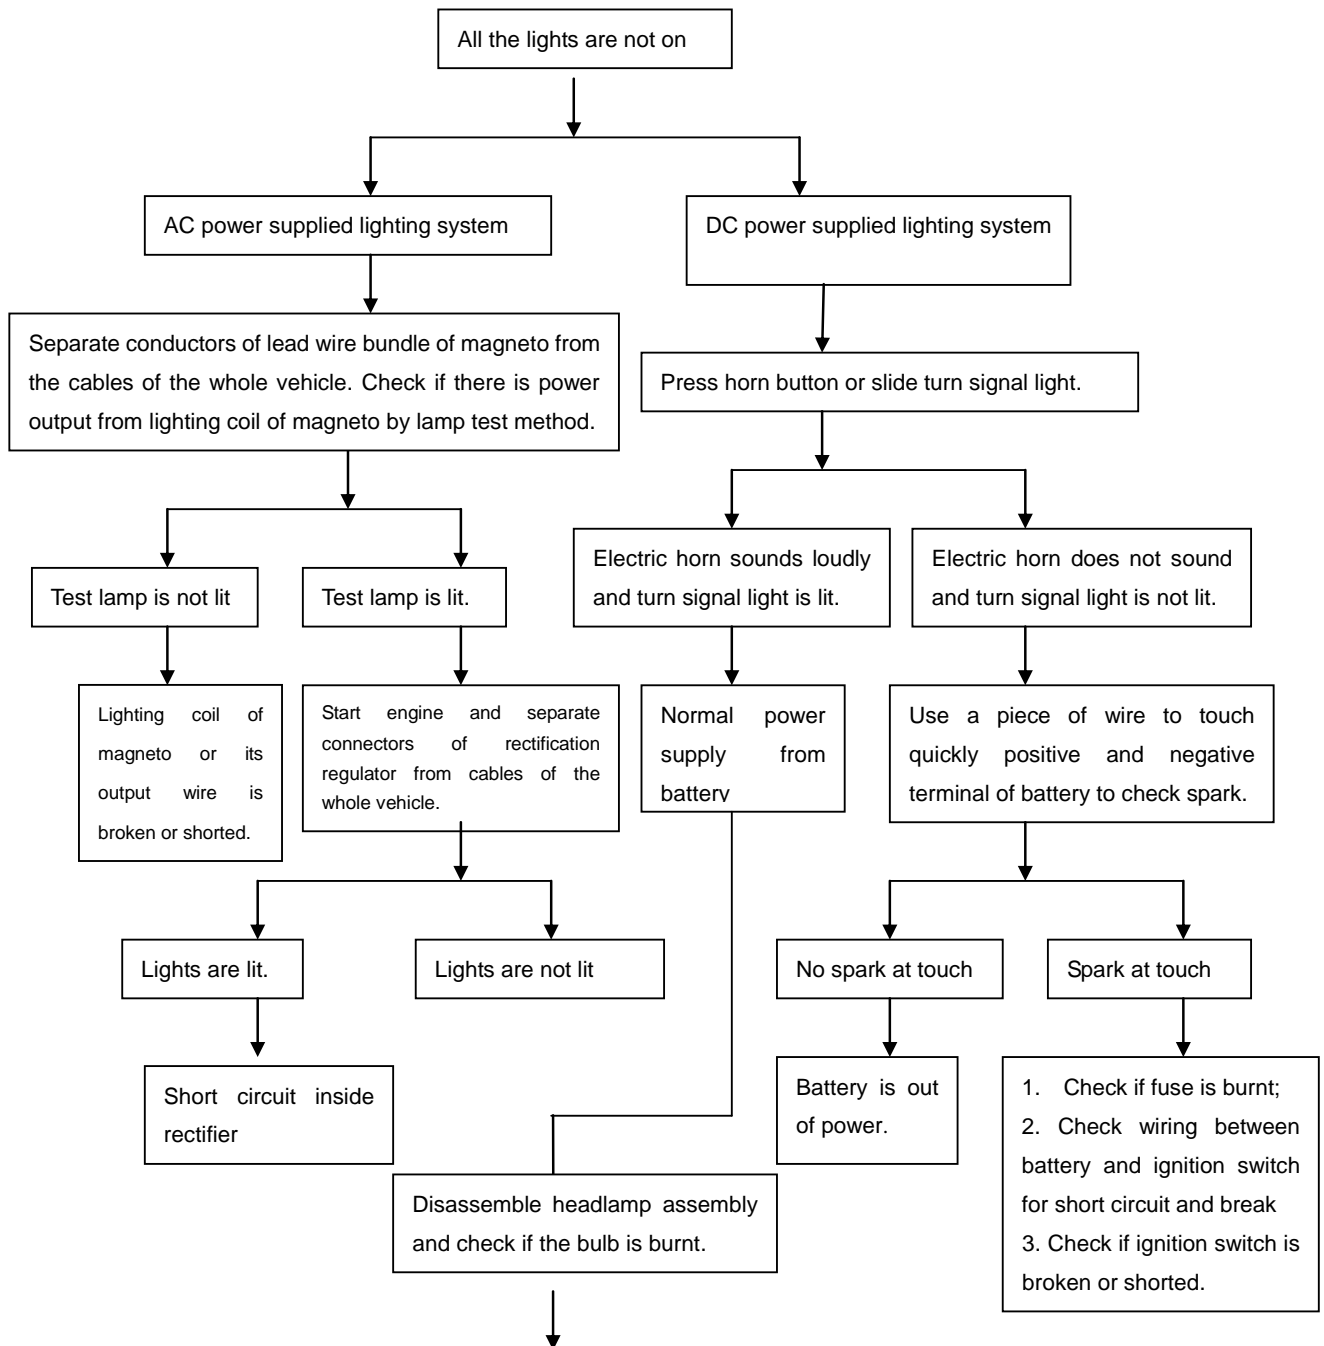 All the lights are not on
AC power supplied lighting system
DC power supplied lighting system
Separate conductors of lead wire bundle of magneto from
the cables of the whole vehicle. Check if there is power
output from lighting coil of magneto by lamp test method.
Press horn button or slide turn signal light.
Test lamp is not lit
Test lamp is lit.
Electric horn sounds loudly
and turn signal light is lit.
Electric horn does not sound
and turn signal light is not lit.
Lighting coil of
magneto or its
output wire is
broken or shorted.
Start engine and separate
connectors of rectification
regulator from cables of the
whole vehicle.
Normal power
supply from
battery
Use a piece of wire to touch
quickly positive and negative
terminal of battery to check spark.
Lights are lit.
Lights are not lit
No spark at touch
Spark at touch
Short circuit inside
rectifier
Battery is out
of power.
1. Check if fuse is burnt;
2. Check wiring between
battery and ignition switch
for short circuit and break
3. Check if ignition switch is
broken or shorted.
Disassemble headlamp assembly
and check if the bulb is burnt.